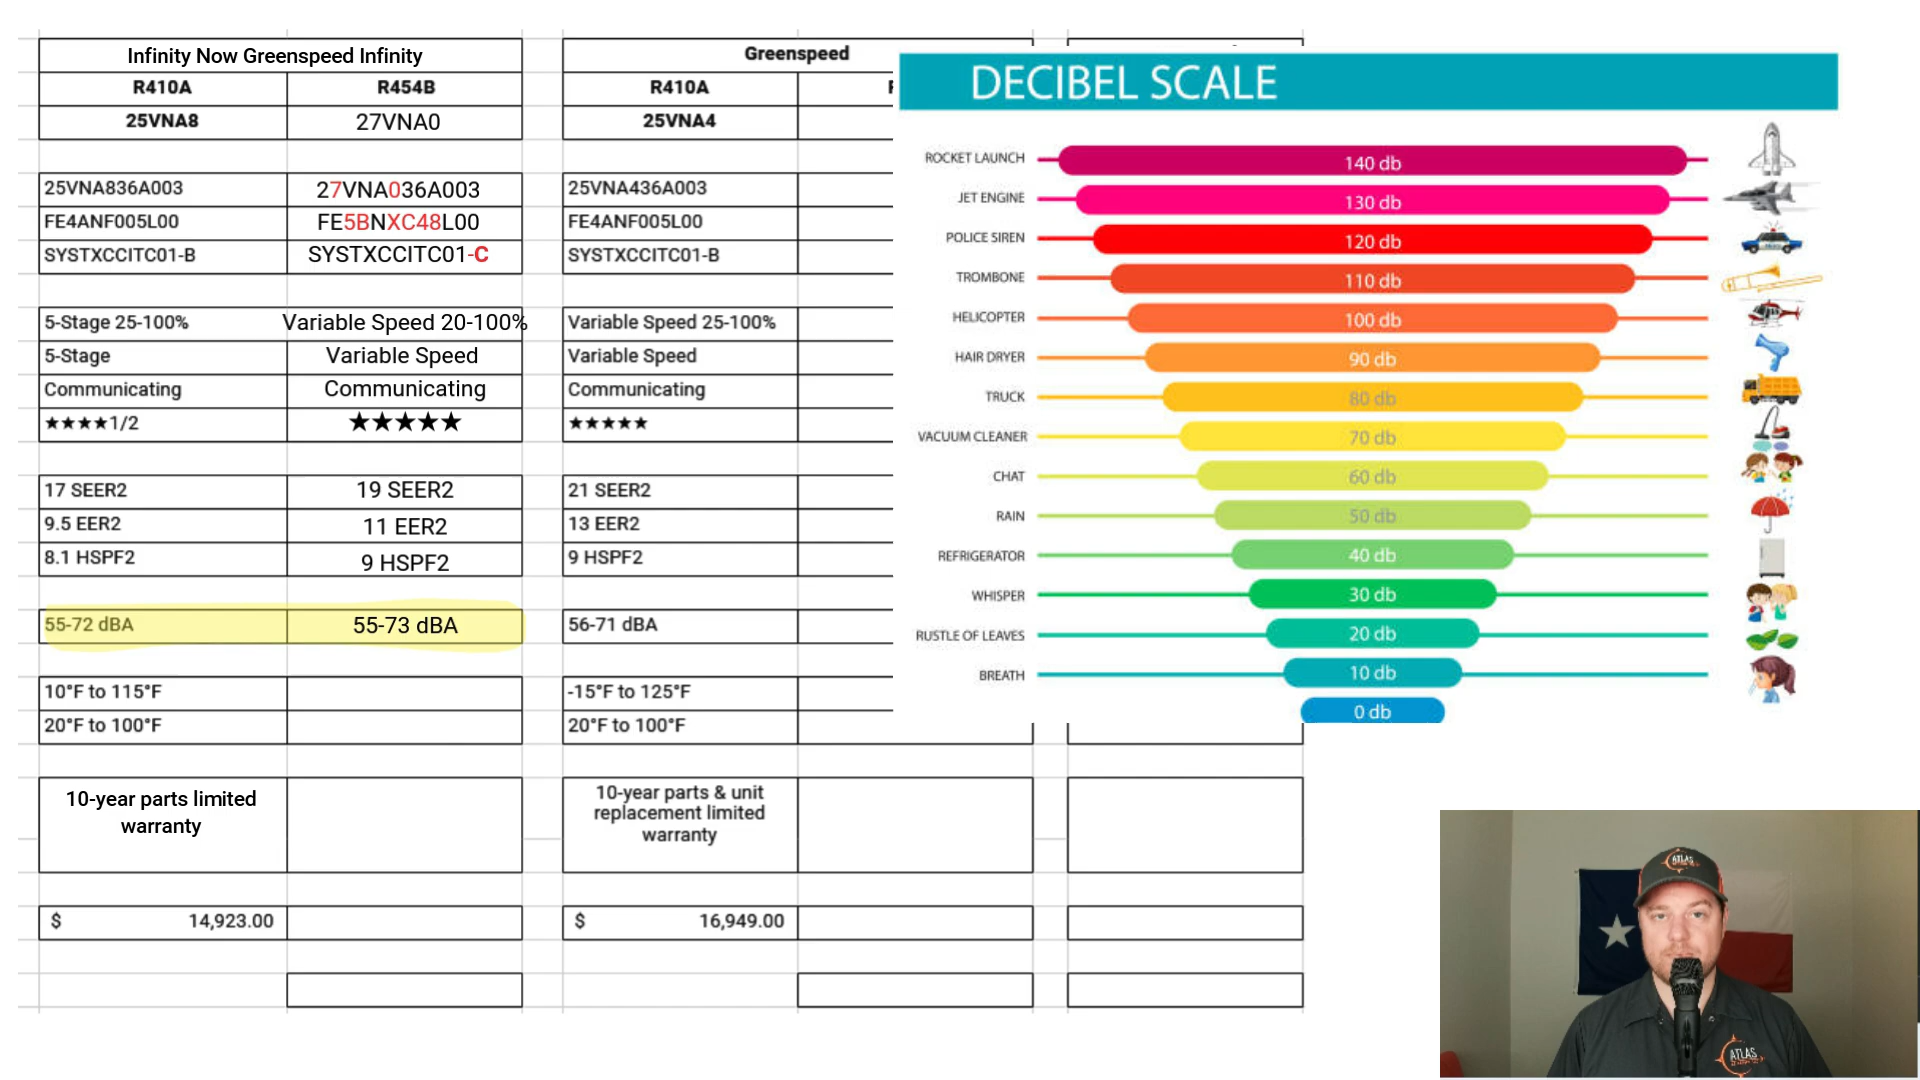 Infinity Now Greenspeed Infinity
R410A R454B
25VNA8 27VNA0
25VNA836A003 27VNA036A003
FE4ANF005L00 FE5BNXC48L00
SYSTXCCITC01-B SYSTXCCITC01-C
5-Stage 25-100% Variable Speed 20-100%
5-Stage Variable Speed
Communicating Communicating
★★★★1/2 ★★★★★
17 SEER2 19 SEER2
9.5 EER2 11 EER2
8.1 HSPF2 9 HSPF2
55-72 dBA 55-73 dBA
10°F to 115°F
20°F to 100°F
10-year parts limited
warranty
$ 14,923.00
Greenspeed
R410A
25VNA4
25VNA436A003
FE4ANF005L00
SYSTXCCITC01-B
Variable Speed 25-100%
Variable Speed
Communicating
★★★★★
21 SEER2
13 EER2
9 HSPF2
56-71 dBA
-15°F to 125°F
20°F to 100°F
10-year parts & unit
replacement limited
warranty
$ 16,949.00
DECIBEL SCALE
ROCKET LAUNCH 140 db
JET ENGINE 130 db
POLICE SIREN 120 db
TROMBONE 110 db
HELICOPTER 100 db
HAIR DRYER 90 db
TRUCK 80 db
VACUUM CLEANER 70 db
CHAT 60 db
RAIN 50 db
REFRIGERATOR 40 db
WHISPER 30 db
RUSTLE OF LEAVES 20 db
BREATH 10 db
0 db
ATLAS
ATLAS